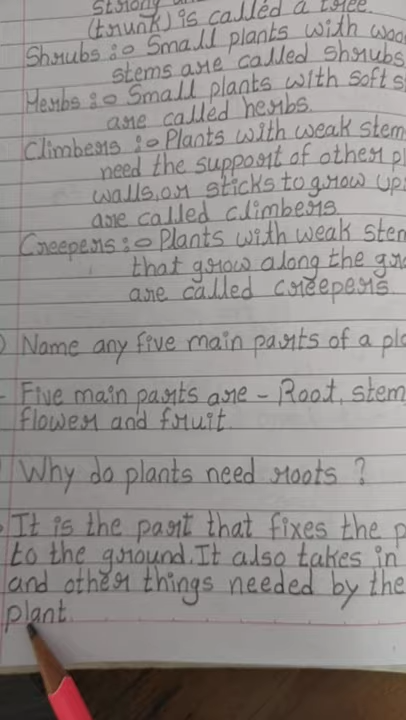 strong
(trunk) is called a tree.
Shrubs :- Small plants with
stems are called shrubs
Herbs :- Small plants with soft
are called herbs.
Climbers :- Plants with weak stem
need the support of other
walls, or sticks to grow up
are called climbers.
Creepers :- Plants with weak
that grow along the
are called creepers.
Name any five main parts of a
- Five main parts are - Root, stem
flower and fruit.
Why do plants need roots ?
It is the part that fixes the
to the ground. It also takes in
and other things needed by the
plant.